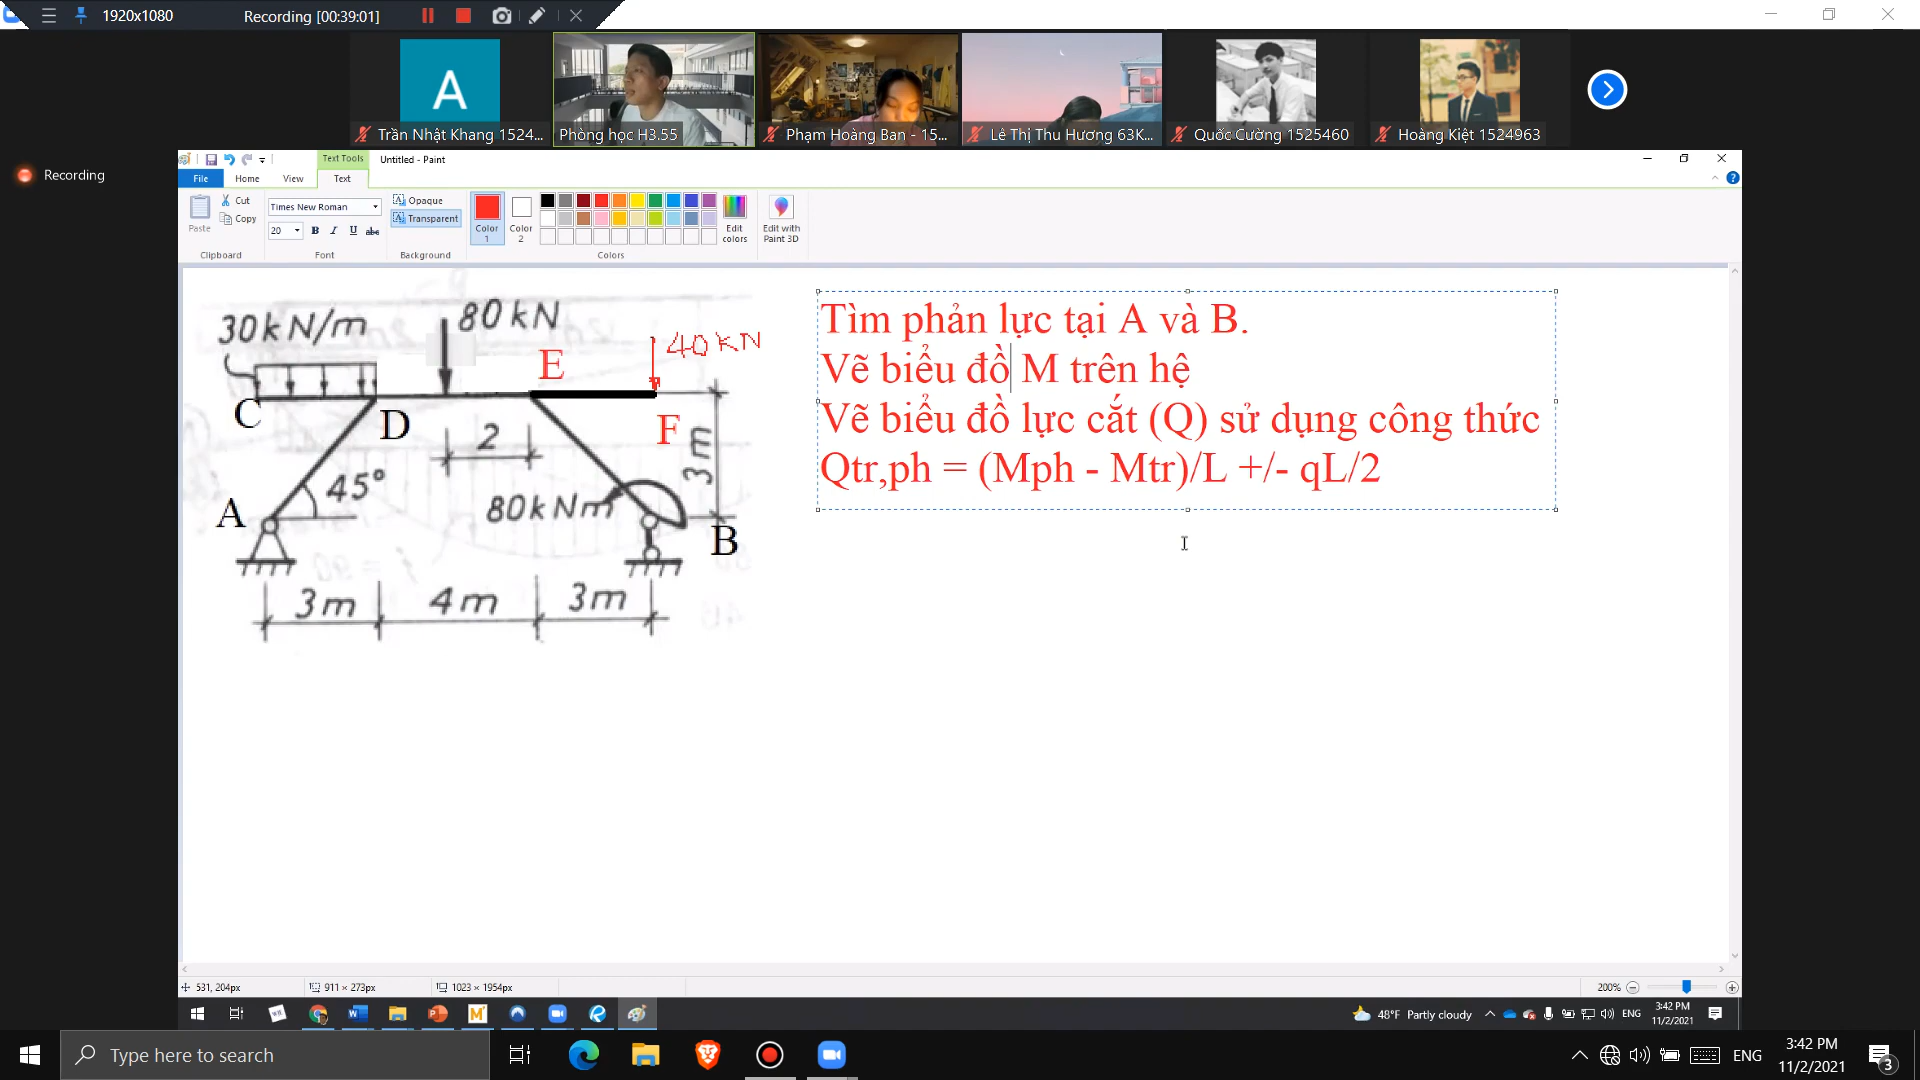 1920x1080
Recording [00:39:01]
A
Trần Nhật Khang 1524...
Phòng học H3.55
Phạm Hoàng Ban - 15...
Lê Thị Thu Hương 63K...
Quốc Cường 1525460
Hoàng Kiệt 1524963
Recording
Text Tools
Untitled - Paint
File
Home
View
Text
Paste
Cut
Copy
Clipboard
Times New Roman
20
B I U abc
Font
Opaque
Transparent
Background
Color 1
Color 2
Edit colors
Colors
Edit with Paint 3D
30kN/m
80kN
40KN
E
C
D
F
2
3m
45°
80kNm
A
B
3m
4m
3m
Tìm phản lực tại A và B.
Vẽ biểu đồ M trên hệ
Vẽ biểu đồ lực cắt (Q) sử dụng công thức
Qtr,ph = (Mph - Mtr)/L +/- qL/2
531, 204px
911 × 273px
1023 × 1954px
200%
48°F Partly cloudy
ENG
3:42 PM
11/2/2021
Type here to search
ENG
3:42 PM
11/2/2021
3